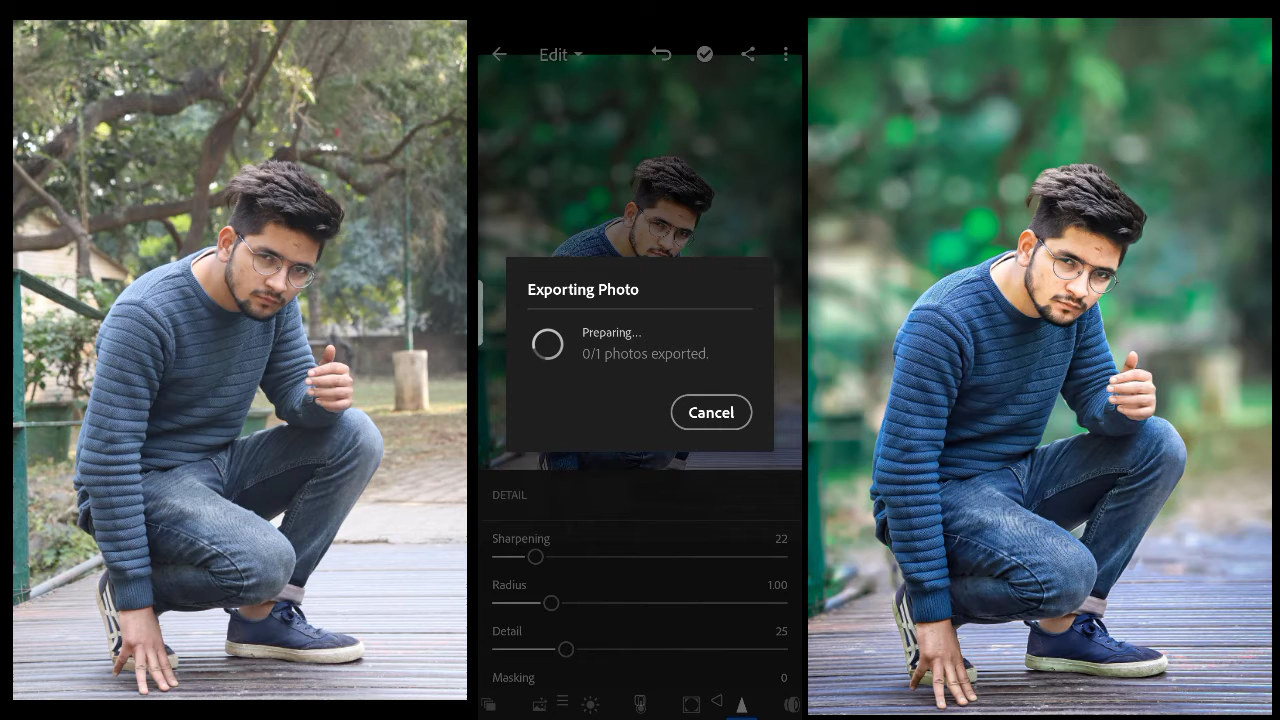 Edit
Exporting Photo
Preparing...
0/1 photos exported.
Cancel
DETAIL
Sharpening 22
Radius 1.00
Detail 25
Masking 0